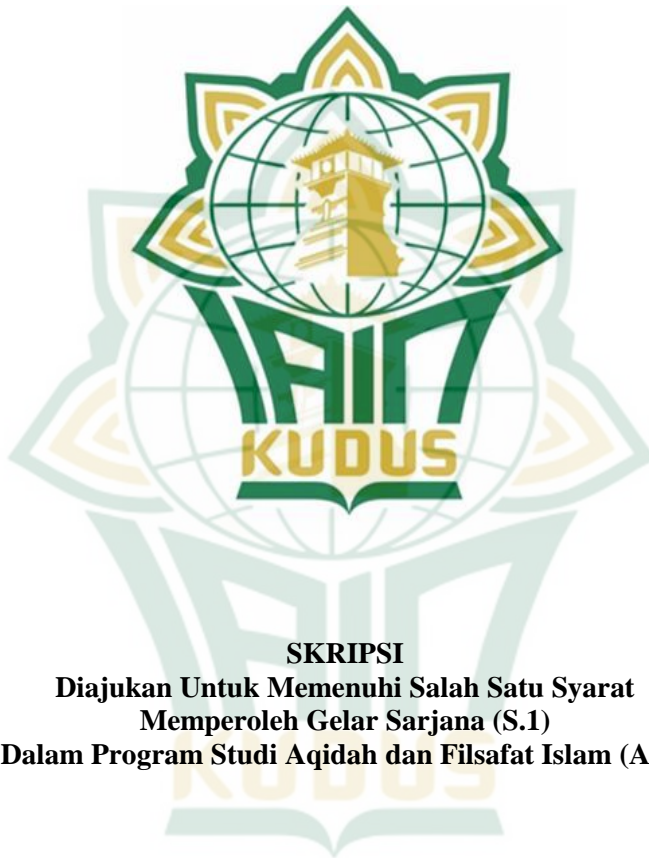 IAIN
KUDUS
SKRIPSI
Diajukan Untuk Memenuhi Salah Satu Syarat
Memperoleh Gelar Sarjana (S.1)
Dalam Program Studi Aqidah dan Filsafat Islam (A